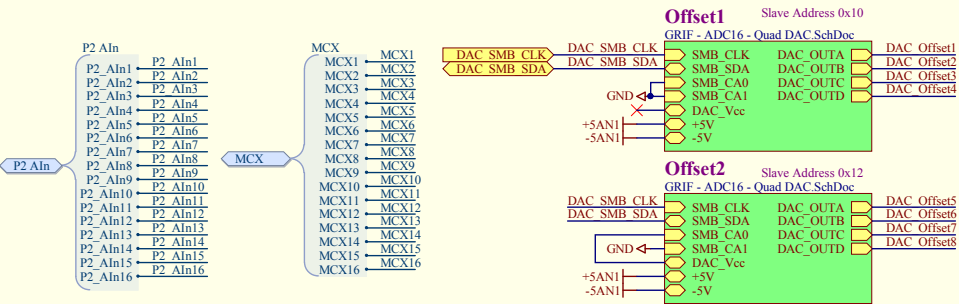 P2 AIn
P2 AIn
P2_AIn1 P2_AIn1
P2_AIn2 P2_AIn2
P2_AIn3 P2_AIn3
P2_AIn4 P2_AIn4
P2_AIn5 P2_AIn5
P2_AIn6 P2_AIn6
P2_AIn7 P2_AIn7
P2_AIn8 P2_AIn8
P2_AIn9 P2_AIn9
P2_AIn10 P2_AIn10
P2_AIn11 P2_AIn11
P2_AIn12 P2_AIn12
P2_AIn13 P2_AIn13
P2_AIn14 P2_AIn14
P2_AIn15 P2_AIn15
P2_AIn16 P2_AIn16
MCX
MCX
MCX1 MCX1
MCX2 MCX2
MCX3 MCX3
MCX4 MCX4
MCX5 MCX5
MCX6 MCX6
MCX7 MCX7
MCX8 MCX8
MCX9 MCX9
MCX10 MCX10
MCX11 MCX11
MCX12 MCX12
MCX13 MCX13
MCX14 MCX14
MCX15 MCX15
MCX16 MCX16
Offset1 Slave Address 0x10
GRIF - ADC16 - Quad DAC.SchDoc
DAC_SMB_CLK DAC_SMB_CLK SMB_CLK DAC_OUTA DAC_Offset1
DAC_SMB_SDA DAC_SMB_SDA SMB_SDA DAC_OUTB DAC_Offset2
SMB_CA0 DAC_OUTC DAC_Offset3
GND SMB_CA1 DAC_OUTD DAC_Offset4
DAC_Vcc
+5AN1 +5V
-5AN1 -5V
Offset2 Slave Address 0x12
GRIF - ADC16 - Quad DAC.SchDoc
DAC_SMB_CLK SMB_CLK DAC_OUTA DAC_Offset5
DAC_SMB_SDA SMB_SDA DAC_OUTB DAC_Offset6
SMB_CA0 DAC_OUTC DAC_Offset7
GND SMB_CA1 DAC_OUTD DAC_Offset8
DAC_Vcc
+5AN1 +5V
-5AN1 -5V